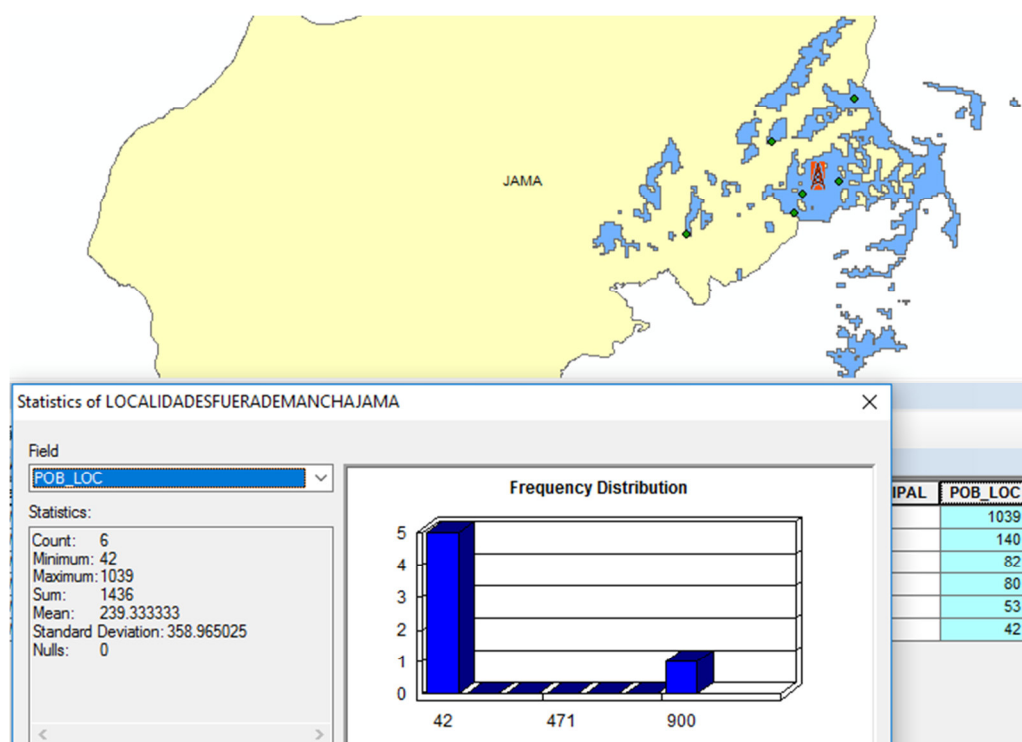 JAMA
Statistics of LOCALIDADESFUERADEMANCHAJAMA
Field
POB_LOC
Statistics:
Count: 6
Minimum: 42
Maximum: 1039
Sum: 1436
Mean: 239.333333
Standard Deviation: 358.965025
Nulls: 0
Frequency Distribution
5
4
3
2
1
0
42 471 900
IPAL POB_LOC
1039
140
82
80
53
42